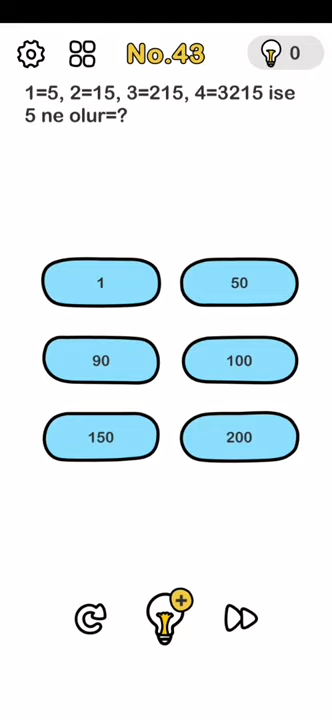 No.43
0
1=5, 2=15, 3=215, 4=3215 ise
5 ne olur=?
1
50
90
100
150
200